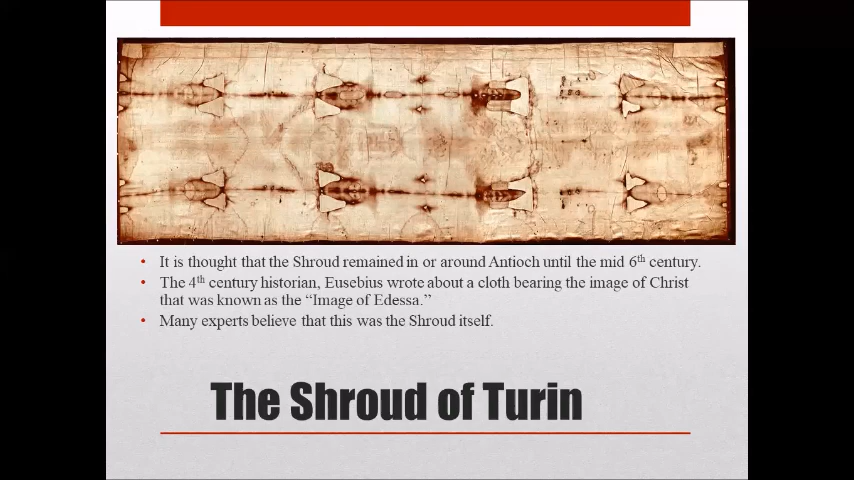 • It is thought that the Shroud remained in or around Antioch until the mid 6th century.
• The 4th century historian, Eusebius wrote about a cloth bearing the image of Christ
that was known as the “Image of Edessa.”
• Many experts believe that this was the Shroud itself.
The Shroud of Turin